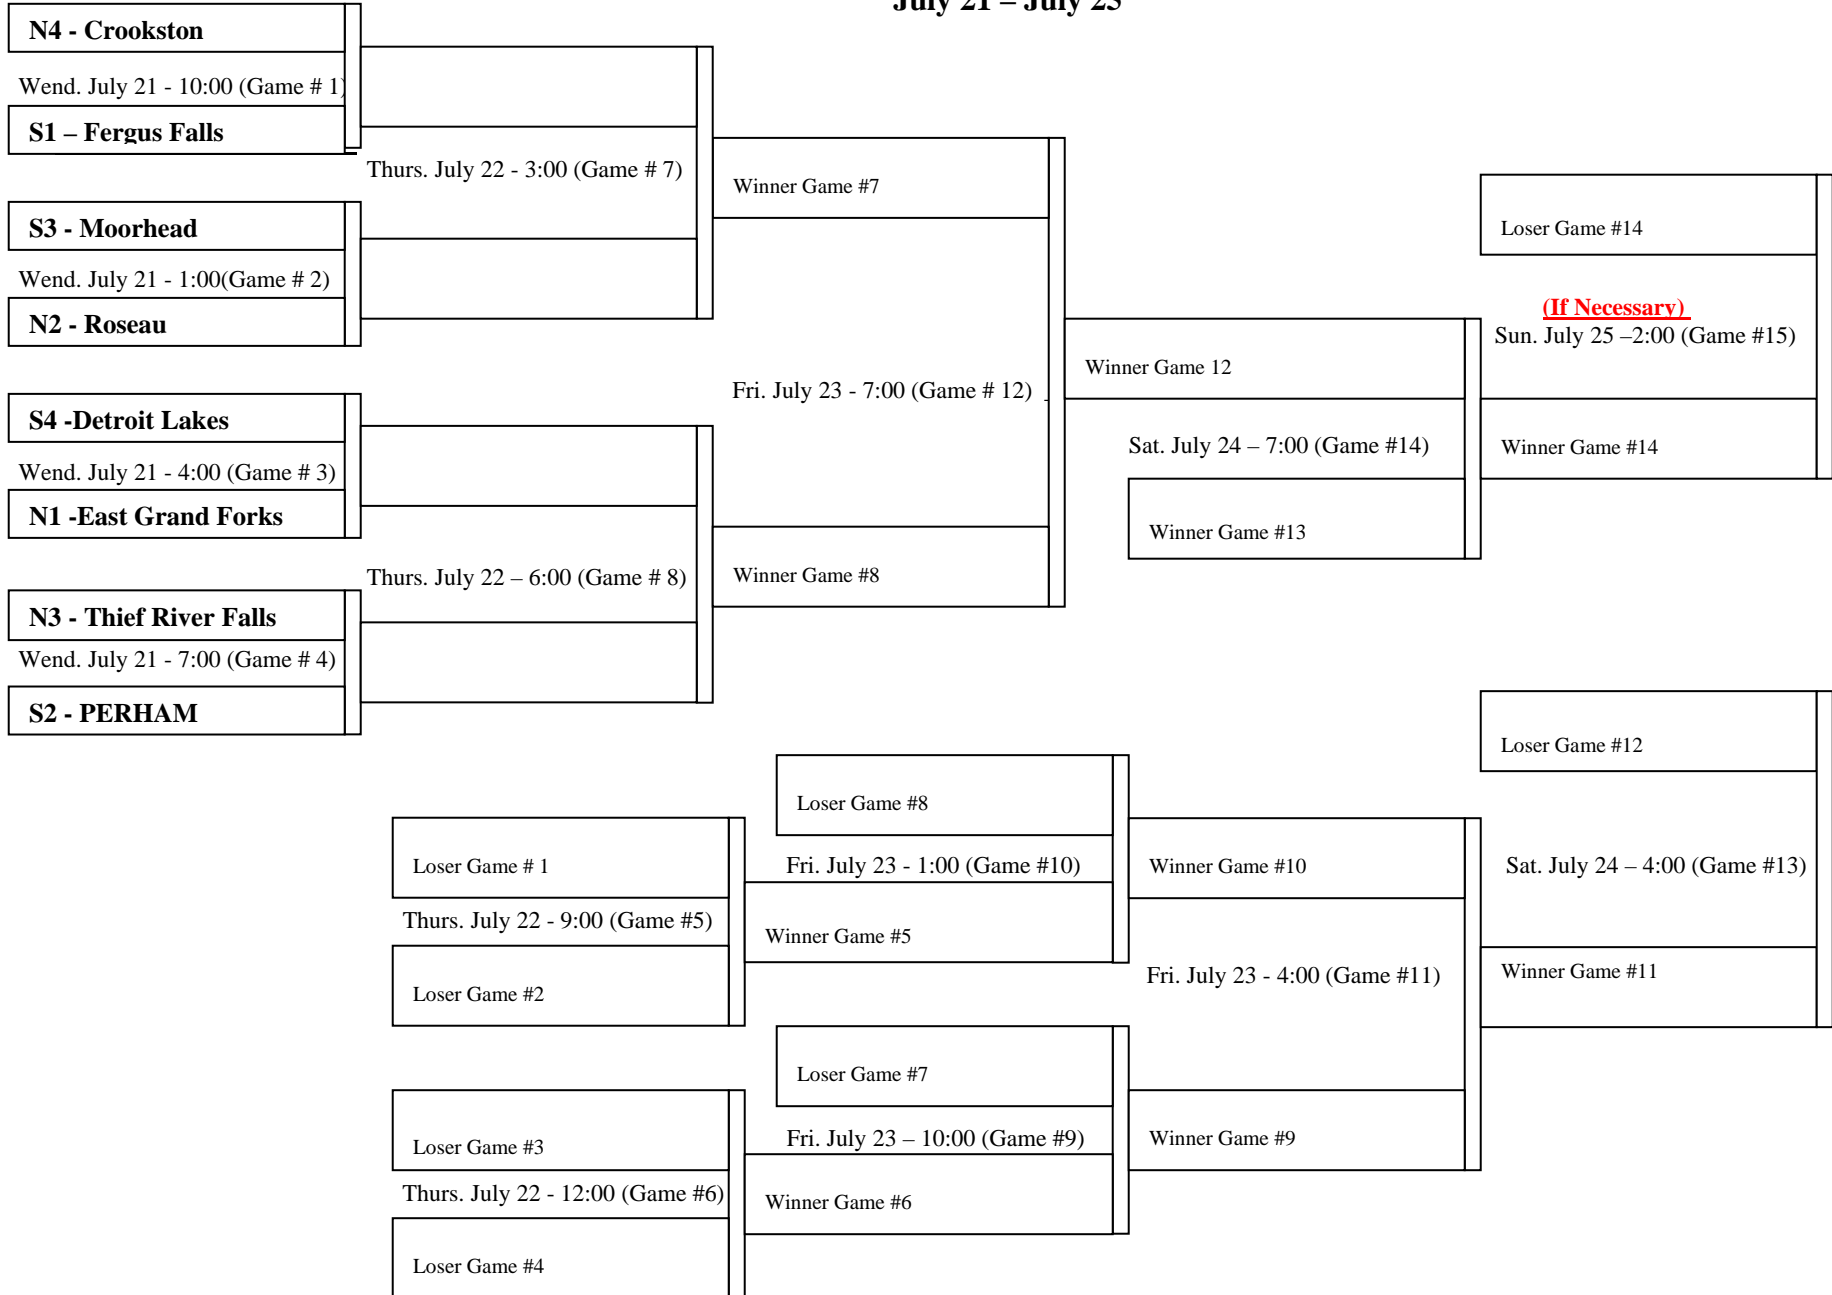 July 21 – July 25
N4 - Crookston
Wend. July 21 - 10:00 (Game # 1)
S1 – Fergus Falls
Thurs. July 22 - 3:00 (Game # 7)
S3 - Moorhead
Wend. July 21 - 1:00(Game # 2)
N2 - Roseau
Winner Game #7
Fri. July 23 - 7:00 (Game # 12)
S4 -Detroit Lakes
Wend. July 21 - 4:00 (Game # 3)
N1 -East Grand Forks
Thurs. July 22 – 6:00 (Game # 8)
Winner Game #8
N3 - Thief River Falls
Wend. July 21 - 7:00 (Game # 4)
S2 - PERHAM
Winner Game 12
Sat. July 24 – 7:00 (Game #14)
Winner Game #13
Loser Game #14
(If Necessary)
Sun. July 25 –2:00 (Game #15)
Winner Game #14
Loser Game # 1
Thurs. July 22 - 9:00 (Game #5)
Loser Game #2
Loser Game #8
Fri. July 23 - 1:00 (Game #10)
Winner Game #5
Loser Game #3
Thurs. July 22 - 12:00 (Game #6)
Loser Game #4
Loser Game #7
Fri. July 23 – 10:00 (Game #9)
Winner Game #6
Winner Game #10
Fri. July 23 - 4:00 (Game #11)
Winner Game #9
Loser Game #12
Sat. July 24 – 4:00 (Game #13)
Winner Game #11